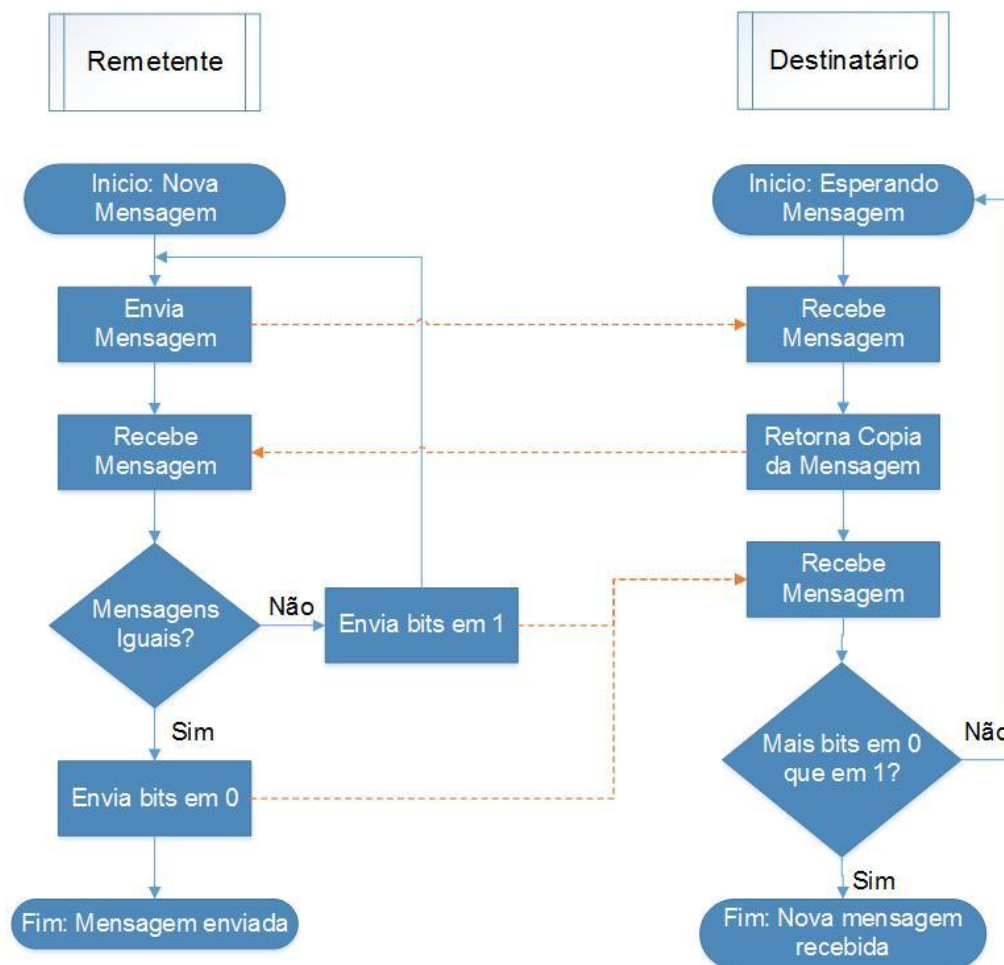 Remetente
Destinatário
Inicio: Nova
Mensagem
Inicio: Esperando
Mensagem
Envia
Mensagem
Recebe
Mensagem
Recebe
Mensagem
Retorna Copia
da Mensagem
Recebe
Mensagem
Mensagens
Iguais?
Não
Envia bits em 1
Sim
Mais bits em 0
que em 1?
Não
Envia bits em 0
Sim
Fim: Mensagem enviada
Fim: Nova mensagem
recebida